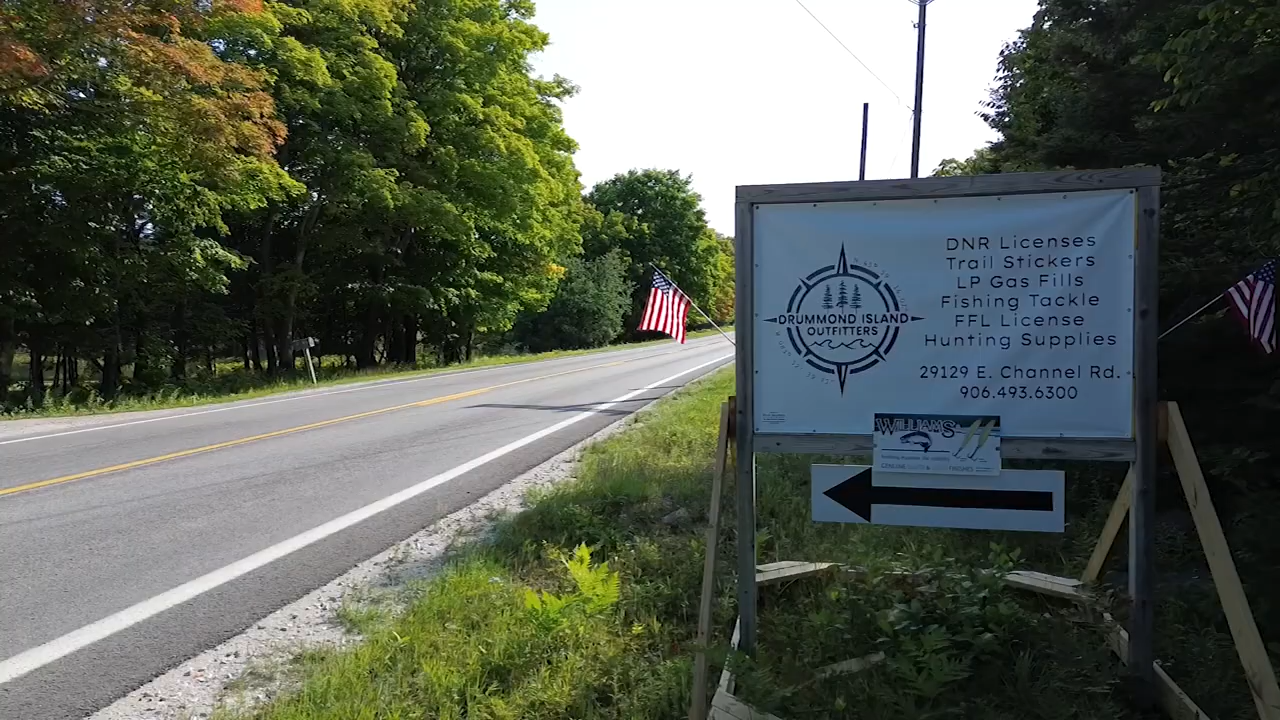 DRUMMOND ISLAND
OUTFITTERS
DNR Licenses
Trail Stickers
LP Gas Fills
Fishing Tackle
FFL License
Hunting Supplies
29129 E. Channel Rd.
906.493.6300
WILLIAMS